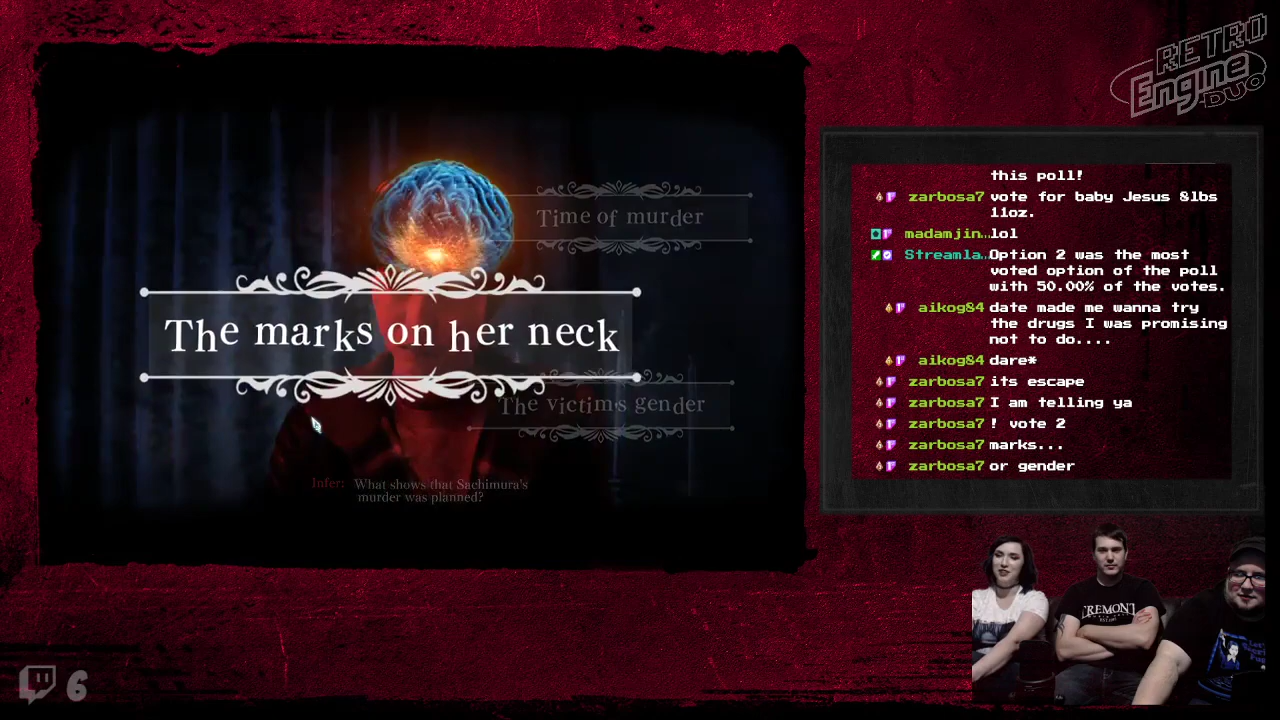 RETRO
Engine
DUO
Time of murder
The marks on her neck
The victim's gender
Infer: What shows that Sachimura's
murder was planned?
this poll!
zarbosa7 vote for baby Jesus 8lbs
11oz.
madamjin… lol
Streamla… Option 2 was the most
voted option of the poll
with 50.00% of the votes.
aikog84 date made me wanna try
the drugs I was promising
not to do....
aikog84 dare*
zarbosa7 its escape
zarbosa7 I am telling ya
zarbosa7 ! vote 2
zarbosa7 marks...
zarbosa7 or gender
6